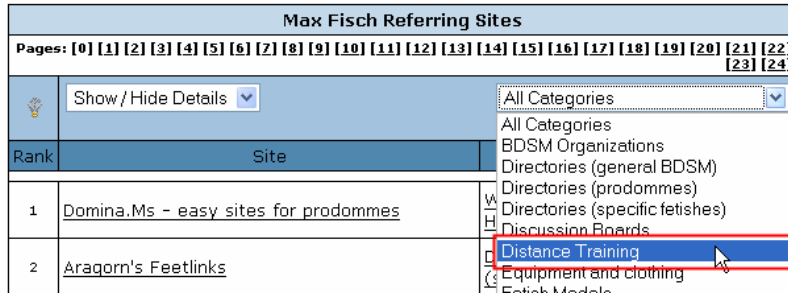 Max Fisch Referring Sites
Pages: [0] [1] [2] [3] [4] [5] [6] [7] [8] [9] [10] [11] [12] [13] [14] [15] [16] [17] [18] [19] [20] [21] [22]
[23] [24]
Show / Hide Details
All Categories
All Categories
BDSM Organizations
Directories (general BDSM)
Directories (prodommes)
Directories (specific fetishes)
Discussion Boards
Distance Training
Equipment and clothing
Fetish Models
Rank
Site
1
Domina.Ms - easy sites for prodommes
2
Aragorn's Feetlinks